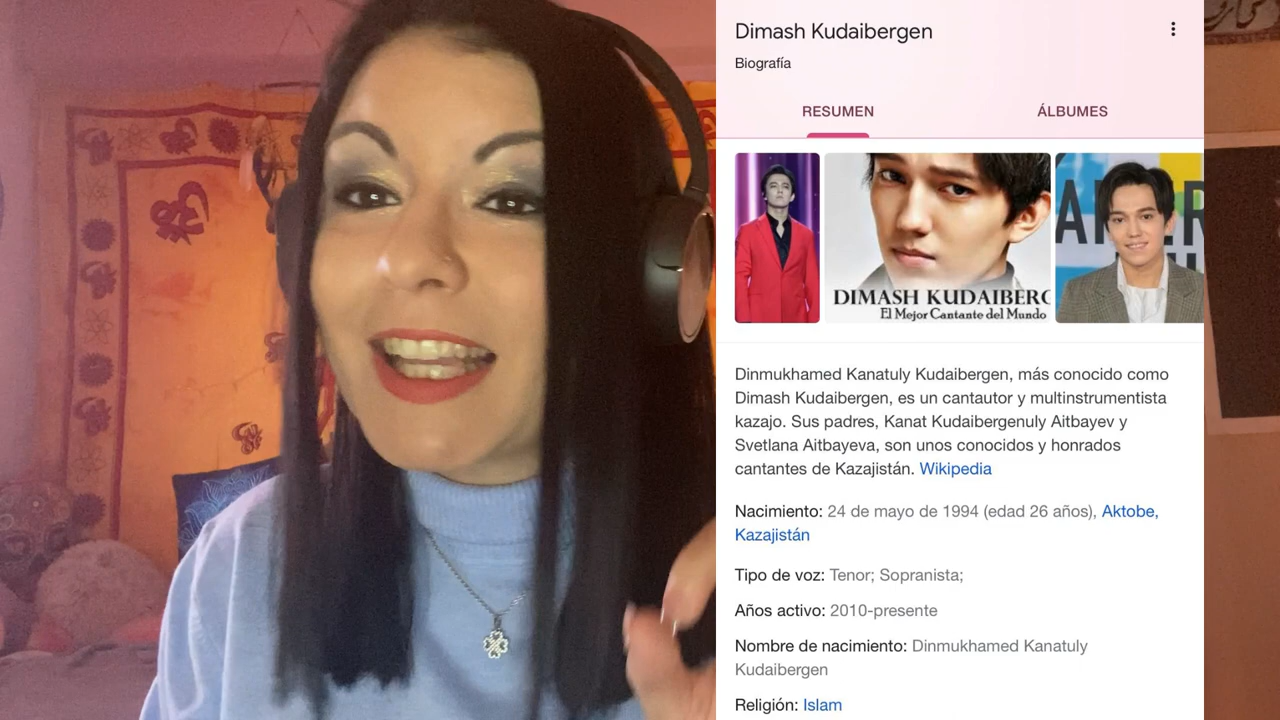 Dimash Kudaibergen
Biografía
RESUMEN
ÁLBUMES
DIMASH KUDAIBERG
El Mejor Cantante del Mundo
Dinmukhamed Kanatuly Kudaibergen, más conocido como
Dimash Kudaibergen, es un cantautor y multinstrumentista
kazajo. Sus padres, Kanat Kudaibergenuly Aitbayev y
Svetlana Aitbayeva, son unos conocidos y honrados
cantantes de Kazajistán. Wikipedia
Nacimiento: 24 de mayo de 1994 (edad 26 años), Aktobe,
Kazajistán
Tipo de voz: Tenor; Sopranista;
Años activo: 2010-presente
Nombre de nacimiento: Dinmukhamed Kanatuly
Kudaibergen
Religión: Islam